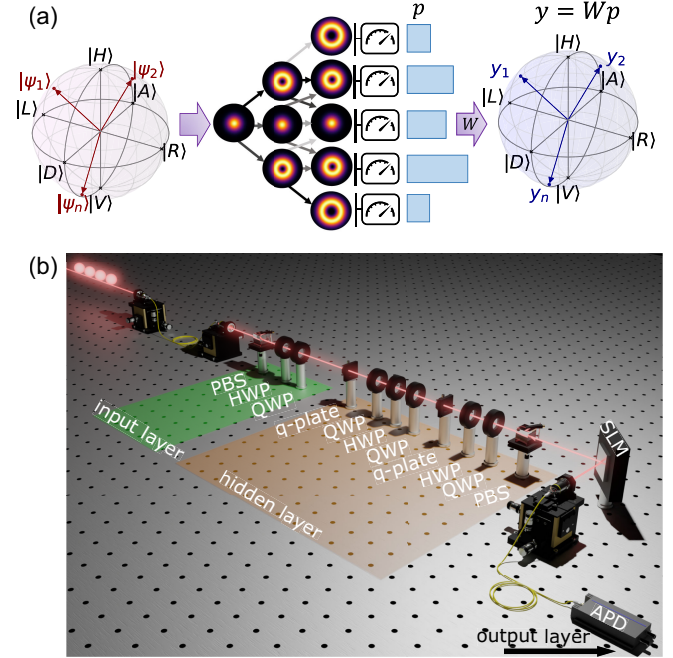 (a)
p
y = Wp
|H⟩
|ψ₁⟩
|ψ₂⟩
|A⟩
|L⟩
|R⟩
|D⟩
|ψₙ⟩
|V⟩
W
|H⟩
y₁
y₂
|A⟩
|L⟩
|R⟩
|D⟩
yₙ
|V⟩
(b)
PBS
HWP
QWP
input layer
q-plate
QWP
HWP
QWP
q-plate
HWP
QWP
PBS
hidden layer
SLM
APD
output layer